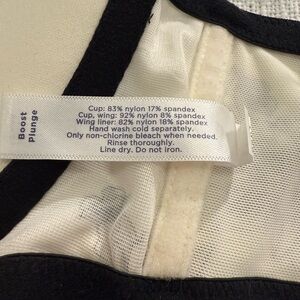 Boost
Plunge
Cup: 83% nylon 17% spandex
Cup, wing: 92% nylon 8% spandex
Wing liner: 82% nylon 18% spandex
Hand wash cold separately.
Only non-chlorine bleach when needed.
Rinse thoroughly.
Line dry. Do not iron.